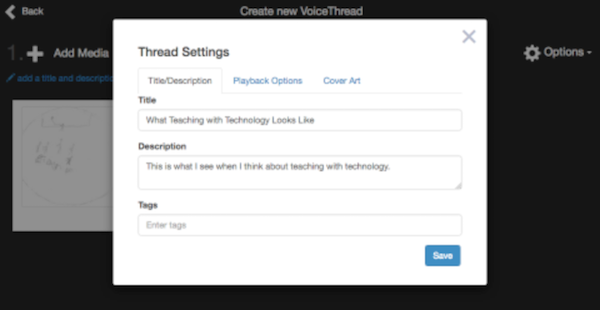 Back
Create new VoiceThread
1. Add Media
Options
add a title and descriptio
Thread Settings
Title/Description
Playback Options
Cover Art
Title
What Teaching with Technology Looks Like
Description
This is what I see when I think about teaching with technology.
Tags
Enter tags
Save